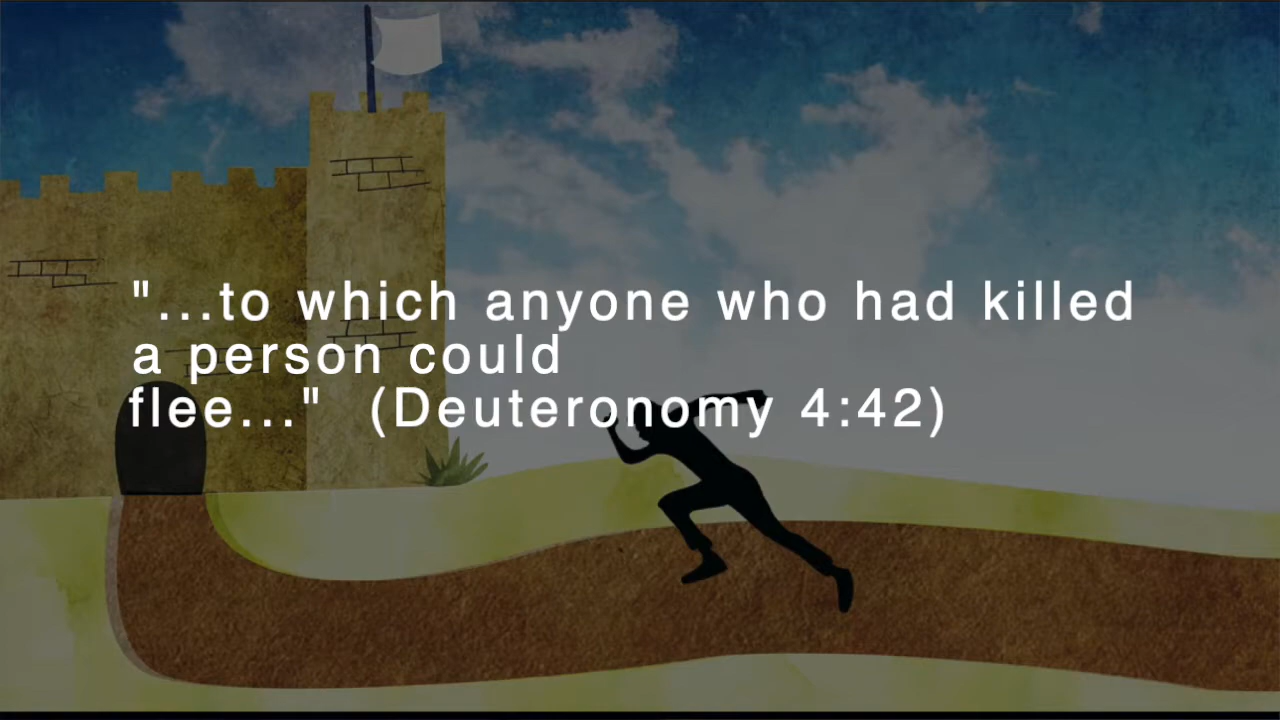 "...to which anyone who had killed
a person could
flee..." (Deuteronomy 4:42)